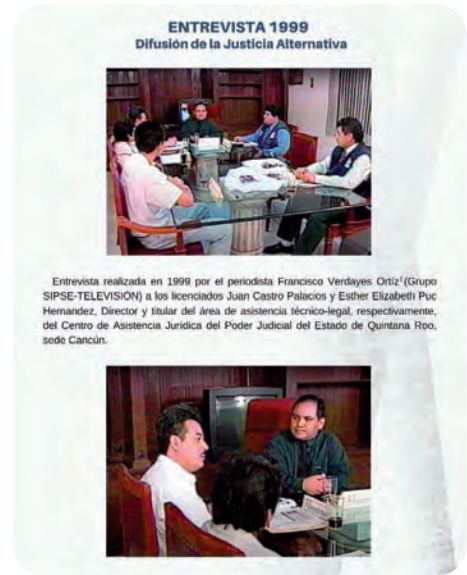 ENTREVISTA 1999
Difusión de la Justicia Alternativa
Entrevista realizada en 1999 por el periodista Francisco Verdayes Ortiz¹(Grupo
SIPSE-TELEVISIÓN) a los licenciados Juan Castro Palacios y Esther Elizabeth Puc
Hernandez, Director y titular del área de asistencia técnico-legal, respectivamente,
del Centro de Asistencia Jurídica del Poder Judicial del Estado de Quintana Roo,
sede Cancún.